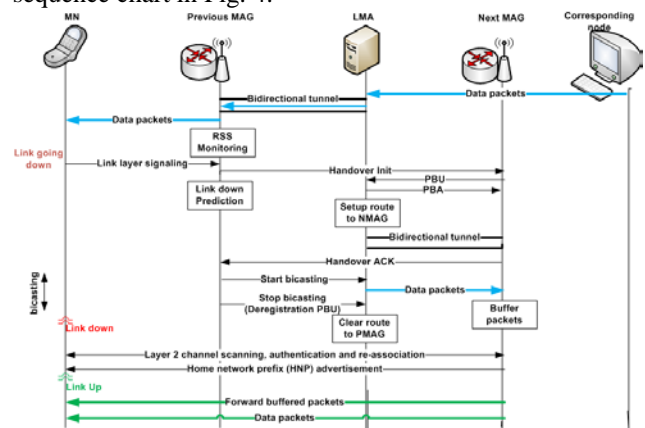 sequence chart in Fig. 4.
MN
Previous MAG
LMA
Next MAG
Corresponding
node
Data packets
Bidirectional tunnel
Data packets
RSS
Monitoring
Link going
down
Link layer signaling
Handover Init
PBU
PBA
Link down
Prediction
Setup route
to NMAG
Bidirectional tunnel
Handover ACK
bicasting
Start bicasting
Data packets
Stop bicasting
(Deregistration PBU)
Buffer
packets
Link down
Clear route
to PMAG
Layer 2 channel scanning, authentication and re-association
Home network prefix (HNP) advertisement
Link Up
Forward buffered packets
Data packets